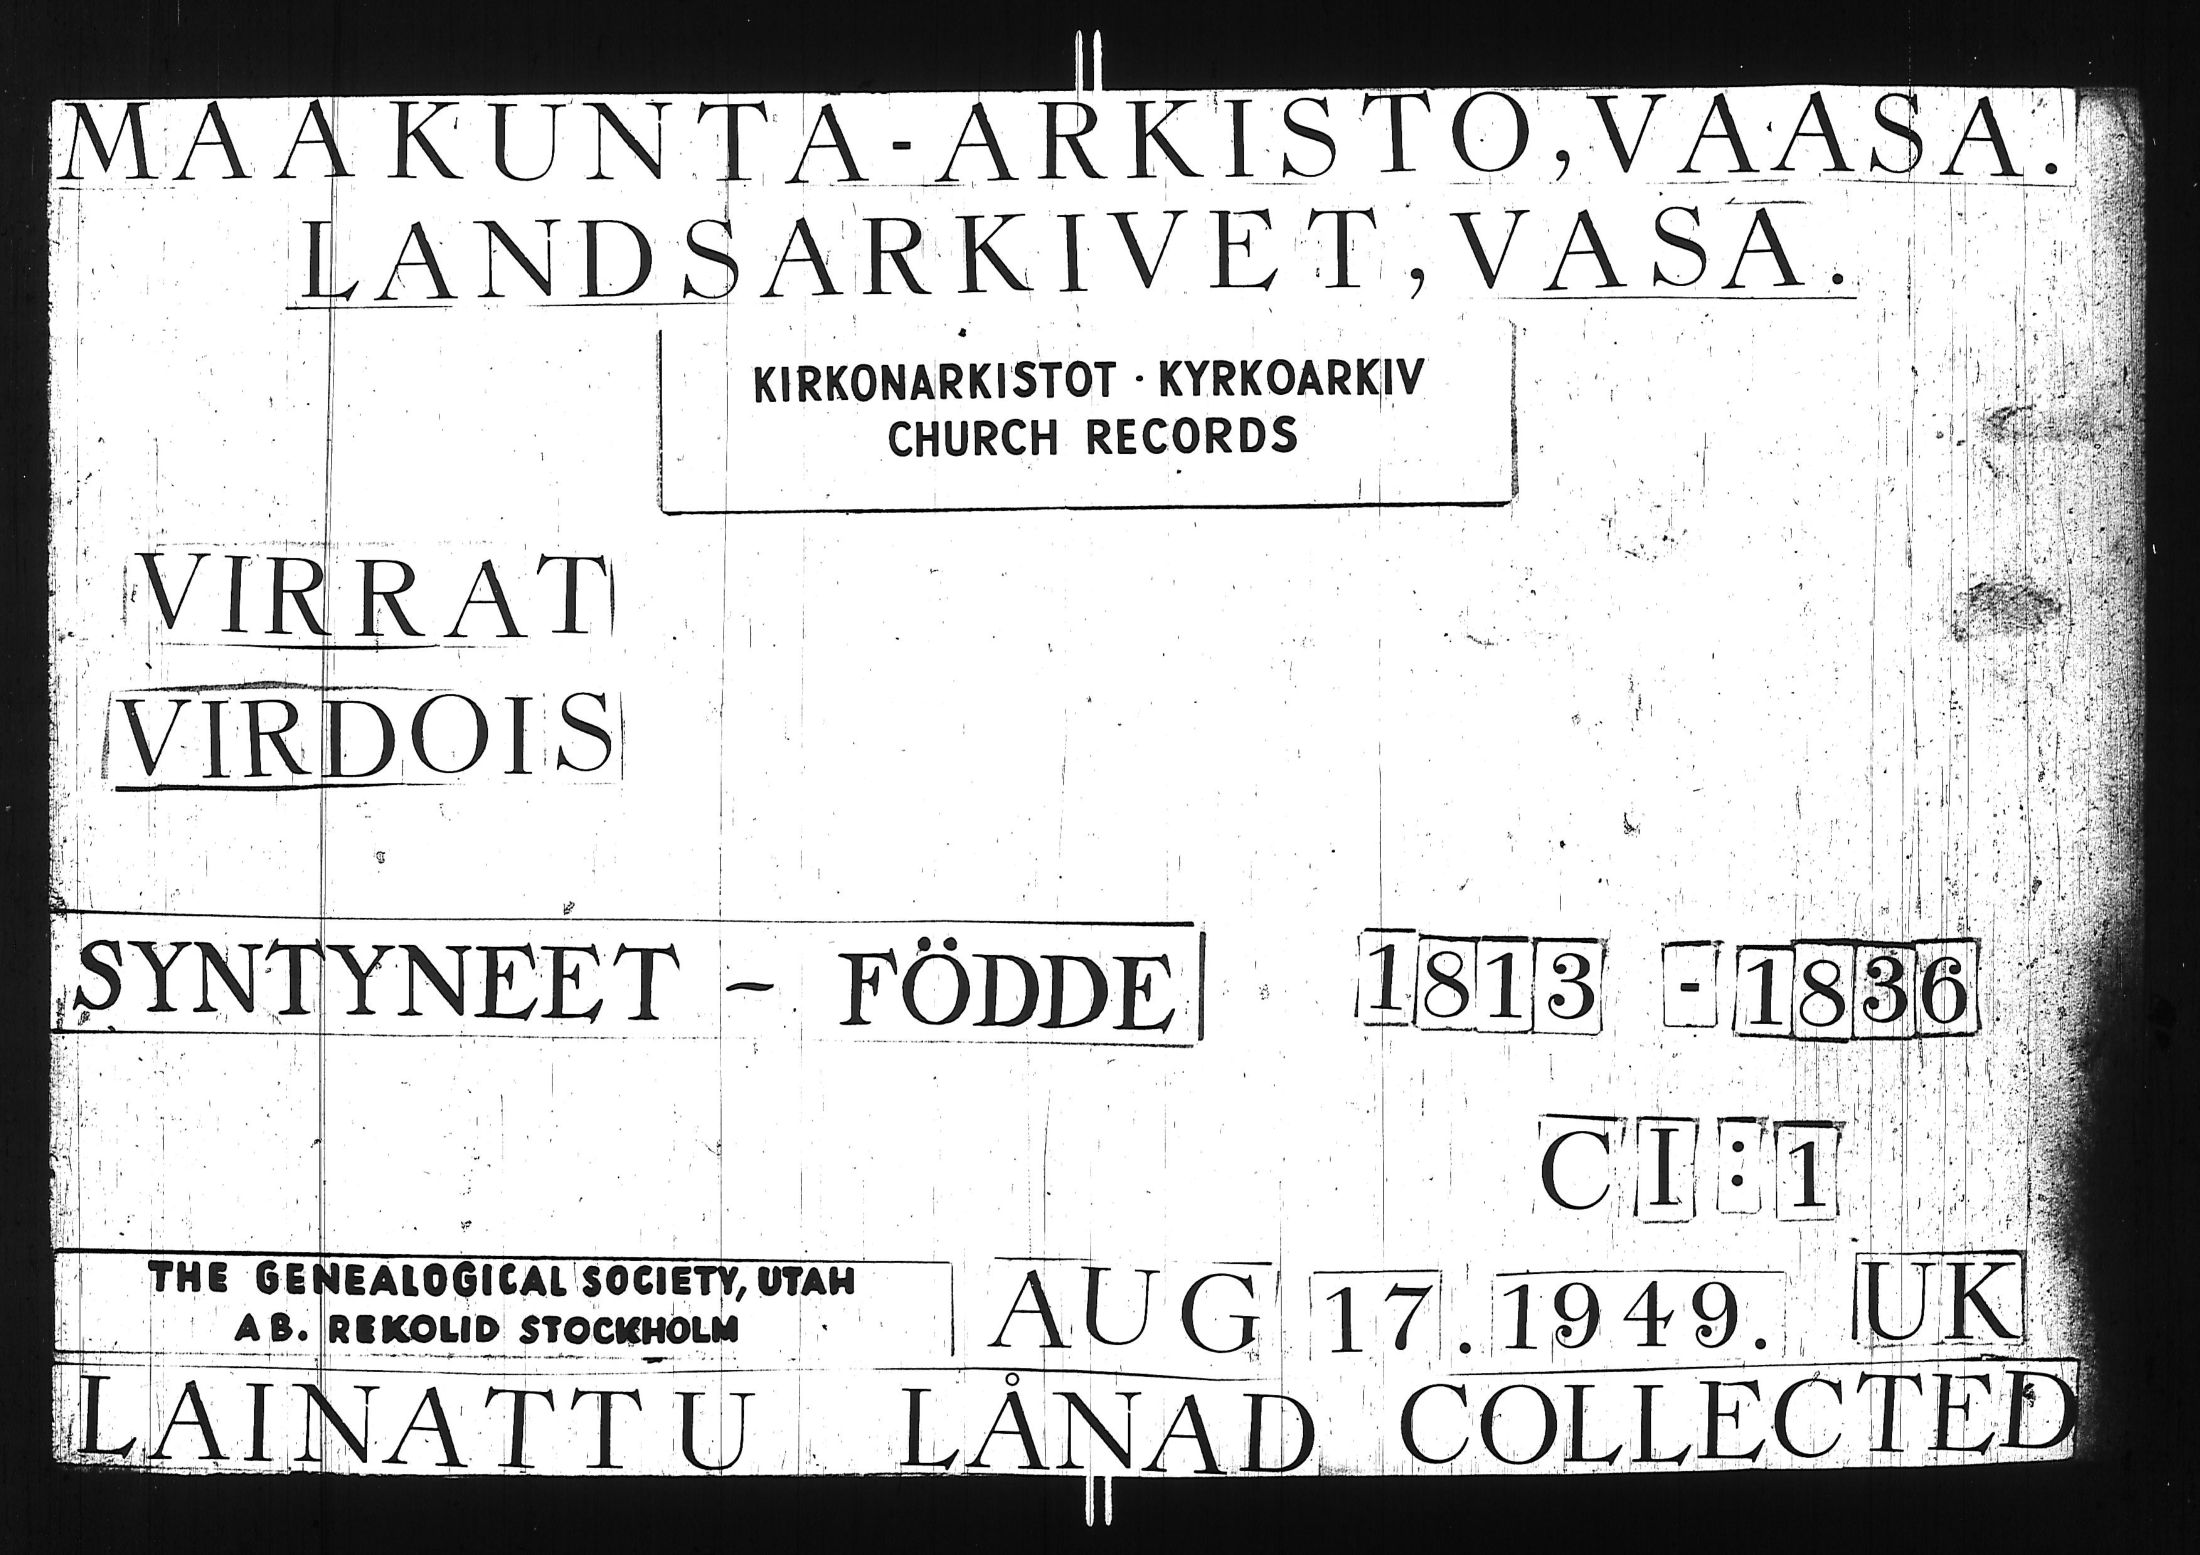 MAAKUNTA-ARKISTO, VAASA.
LANDSARKIVET, VASA.
KIRKONARKISTOT · KYRKOARKIV
CHURCH RECORDS
VIRRAT
VIRDOIS
SYNTYNEET - FÖDDE 1813 - 1836
CI:1
THE GENEALOGICAL SOCIETY, UTAH
AB. REKOLID STOCKHOLM
AUG 17. 1949. UK
LAINATTU LÅNAD COLLECTED